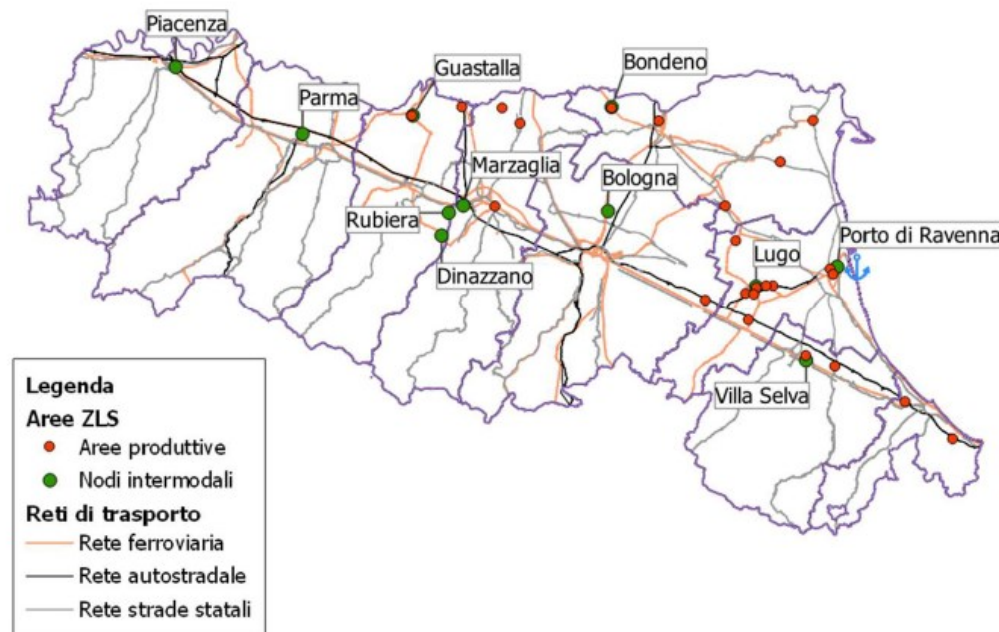 Piacenza
Guastalla
Bondeno
Parma
Marzaglia
Bologna
Rubiera
Lugo
Porto di Ravenna
Dinazzano
Villa Selva
Legenda
Aree ZLS
Aree produttive
Nodi intermodali
Reti di trasporto
Rete ferroviaria
Rete autostradale
Rete strade statali